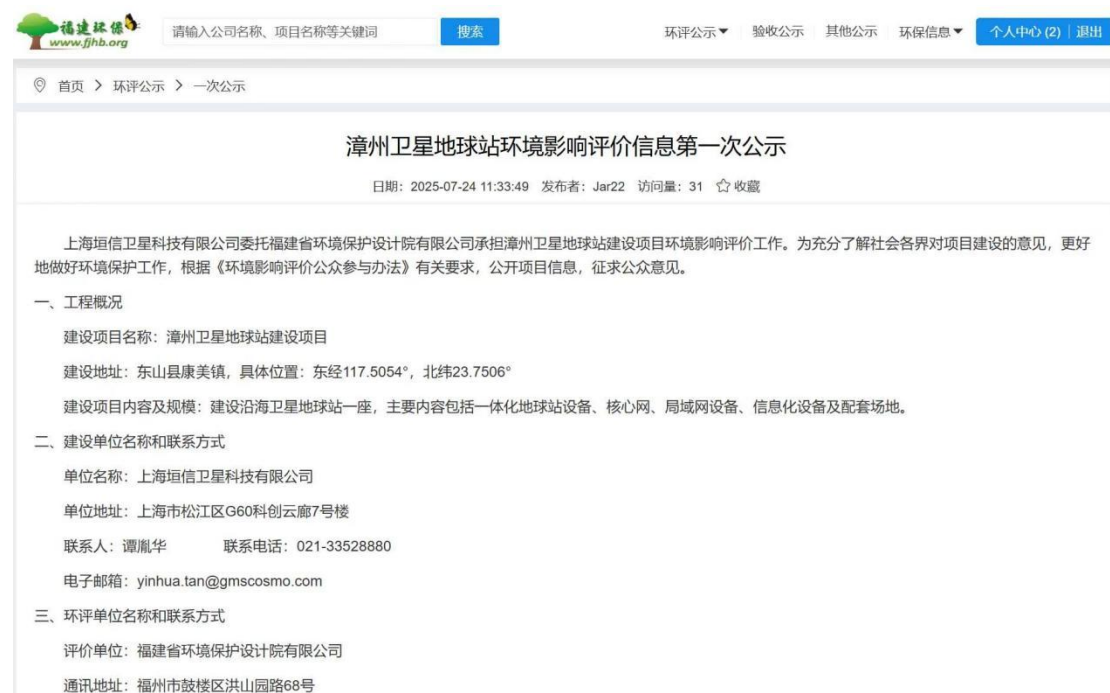 福建环保
www.fjhb.org
请输入公司名称、项目名称等关键词
搜索
环评公示▼ 验收公示 其他公示 环保信息▼ 个人中心 (2) | 退出
首页 > 环评公示 > 一次公示
漳州卫星地球站环境影响评价信息第一次公示
日期：2025-07-24 11:33:49 发布者：Jar22 访问量：31 ☆ 收藏
上海垣信卫星科技有限公司委托福建省环境保护设计院有限公司承担漳州卫星地球站建设项目环境影响评价工作。为充分了解社会各界对项目建设的意见，更好
地做好环境保护工作，根据《环境影响评价公众参与办法》有关要求，公开项目信息，征求公众意见。
一、工程概况
建设项目名称：漳州卫星地球站建设项目
建设地址：东山县康美镇，具体位置：东经117.5054°，北纬23.7506°
建设项目内容及规模：建设沿海卫星地球站一座，主要内容包括一体化地球站设备、核心网、局域网设备、信息化设备及配套场地。
二、建设单位名称和联系方式
单位名称：上海垣信卫星科技有限公司
单位地址：上海市松江区G60科创云廊7号楼
联系人：谭胤华 联系电话：021-33528880
电子邮箱：yinhua.tan@gmscosmo.com
三、环评单位名称和联系方式
评价单位：福建省环境保护设计院有限公司
通讯地址：福州市鼓楼区洪山园路68号